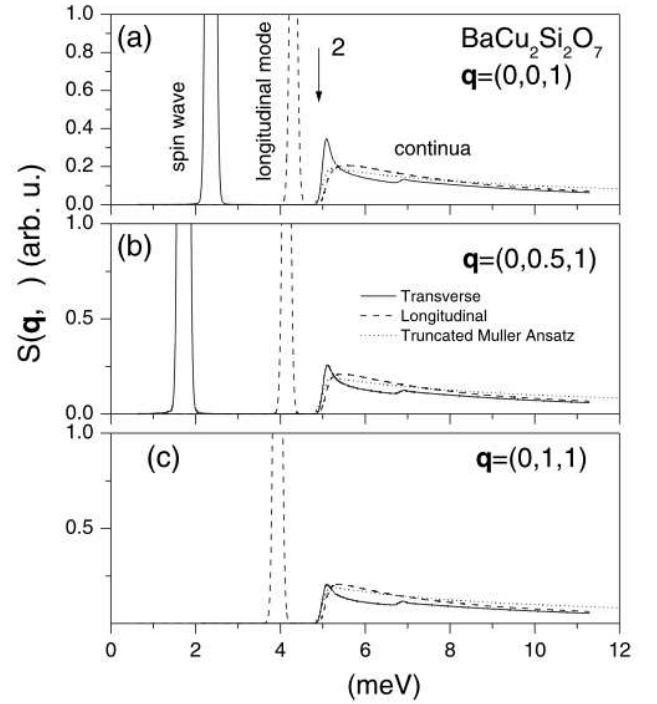 (a)
BaCu₂Si₂O₇
q=(0,0,1)
2
spin wave
longitudinal mode
continua
1.0
0.8
0.6
0.4
0.2
0.0
(b)
q=(0,0.5,1)
Transverse
Longitudinal
Truncated Muller Ansatz
1.0
0.5
0.0
S(q, ) (arb. u.)
(c)
q=(0,1,1)
1.0
0.5
0 2 4 6 8 10 12
(meV)